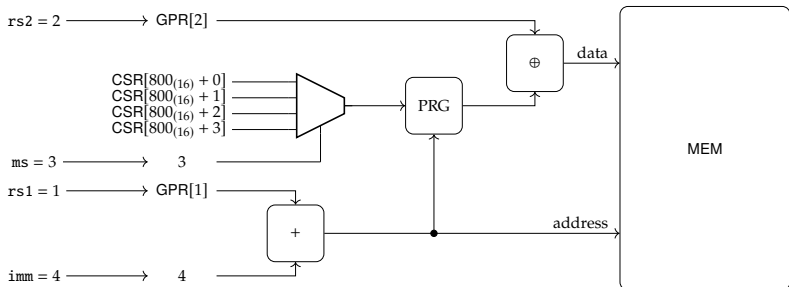 rs2 = 2 GPR[2]
data
⊕
CSR[800(16) + 0]
CSR[800(16) + 1]
CSR[800(16) + 2]
CSR[800(16) + 3]
PRG
MEM
ms = 3 3
rs1 = 1 GPR[1]
address
+
imm = 4 4